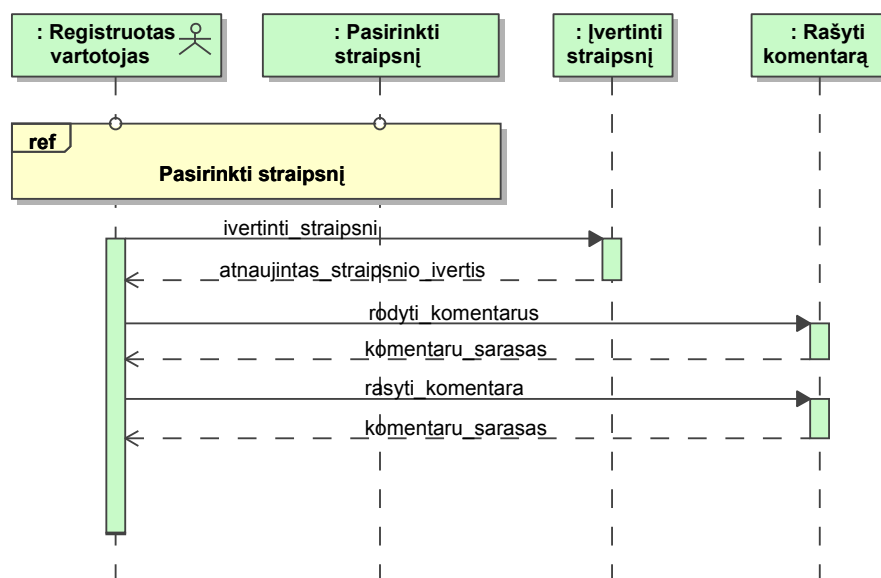 : Registruotas
vartotojas
: Pasirinkti
straipsnį
: Įvertinti
straipsnį
: Rašyti
komentarą
ref
Pasirinkti straipsnį
ivertinti_straipsni
atnaujintas_straipsnio_ivertis
rodyti_komentarus
komentaru_sarasas
rasyti_komentara
komentaru_sarasas